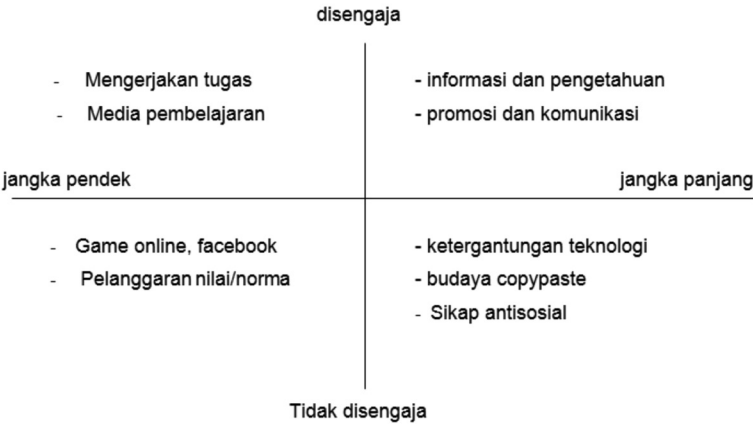 disengaja
- Mengerjakan tugas
- Media pembelajaran
- informasi dan pengetahuan
- promosi dan komunikasi
jangka pendek
jangka panjang
- Game online, facebook
- Pelanggaran nilai/norma
- ketergantungan teknologi
- budaya copypaste
- Sikap antisosial
Tidak disengaja